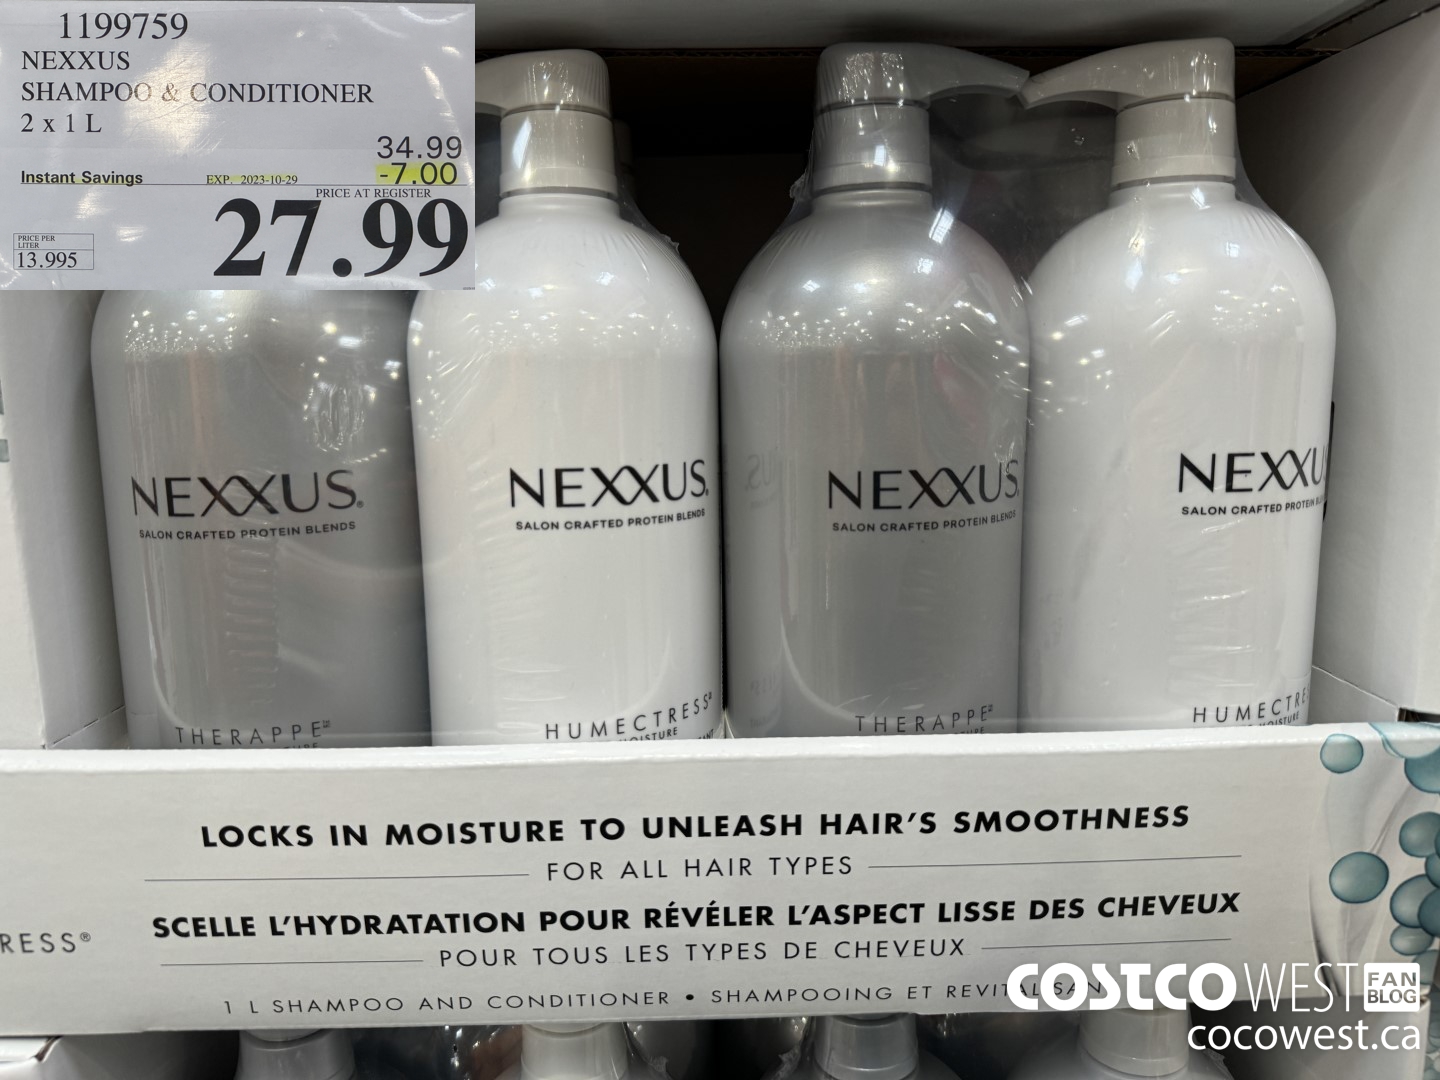 1199759
NEXXUS
SHAMPOO & CONDITIONER
2 x 1 L
34.99
Instant Savings EXP. 2023-10-29 -7.00
PRICE AT REGISTER
27.99
PRICE PER
LITER
13.995
NEXXUS®
SALON CRAFTED PROTEIN BLENDS
THERAPPE
NEXXUS
SALON CRAFTED PROTEIN BLENDS
HUMECTRESS
NEXXUS
SALON CRAFTED PROTEIN BLENDS
THERAPPE
NEXXU
SALON CRAFTED PROTEIN
HUMECTRE
LOCKS IN MOISTURE TO UNLEASH HAIR'S SMOOTHNESS
FOR ALL HAIR TYPES
SCELLE L'HYDRATATION POUR RÉVÉLER L'ASPECT LISSE DES CHEVEUX
POUR TOUS LES TYPES DE CHEVEUX
RESS®
1 L SHAMPOO AND CONDITIONER • SHAMPOOING ET REVITALISAN
COSTCO WEST FAN BLOG
cocowest.ca